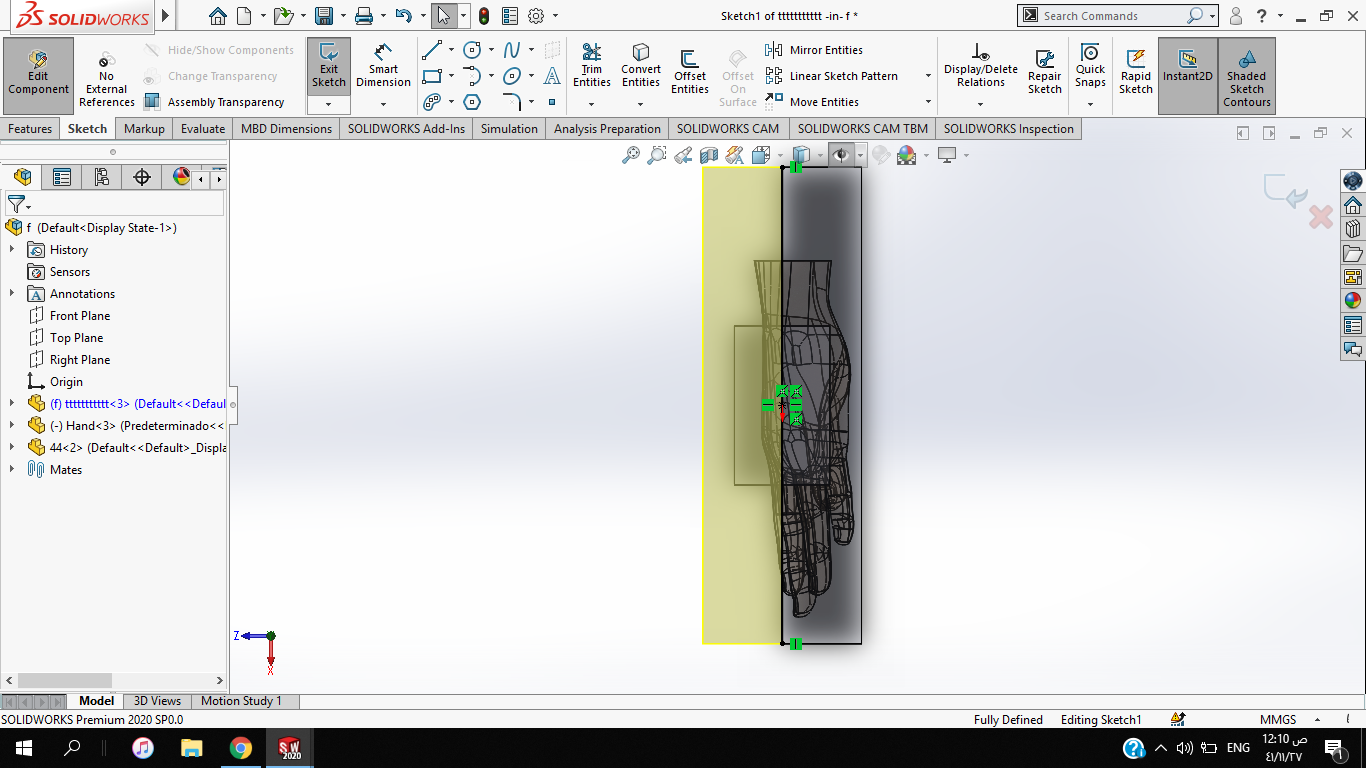 SOLIDWORKS
Sketch1 of ttttttttttt -in- f *
Search Commands
Edit Component
No External References
Hide/Show Components
Change Transparency
Assembly Transparency
Exit Sketch
Smart Dimension
Trim Entities
Convert Entities
Offset Entities
Offset On Surface
Mirror Entities
Linear Sketch Pattern
Move Entities
Display/Delete Relations
Repair Sketch
Quick Snaps
Rapid Sketch
Instant2D
Shaded Sketch Contours
Features
Sketch
Markup
Evaluate
MBD Dimensions
SOLIDWORKS Add-Ins
Simulation
Analysis Preparation
SOLIDWORKS CAM
SOLIDWORKS CAM TBM
SOLIDWORKS Inspection
f (Default<Display State-1>)
History
Sensors
Annotations
Front Plane
Top Plane
Right Plane
Origin
(f) ttttttttttt<3> (Default<<Defaul
(-) Hand<3> (Predeterminado<<
44<2> (Default<<Default>_Displa
Mates
Z
X
Model
3D Views
Motion Study 1
SOLIDWORKS Premium 2020 SP0.0
Fully Defined
Editing Sketch1
MMGS
SW 2020
ENG
12:10 ص
٤١/١١/٢٧
1